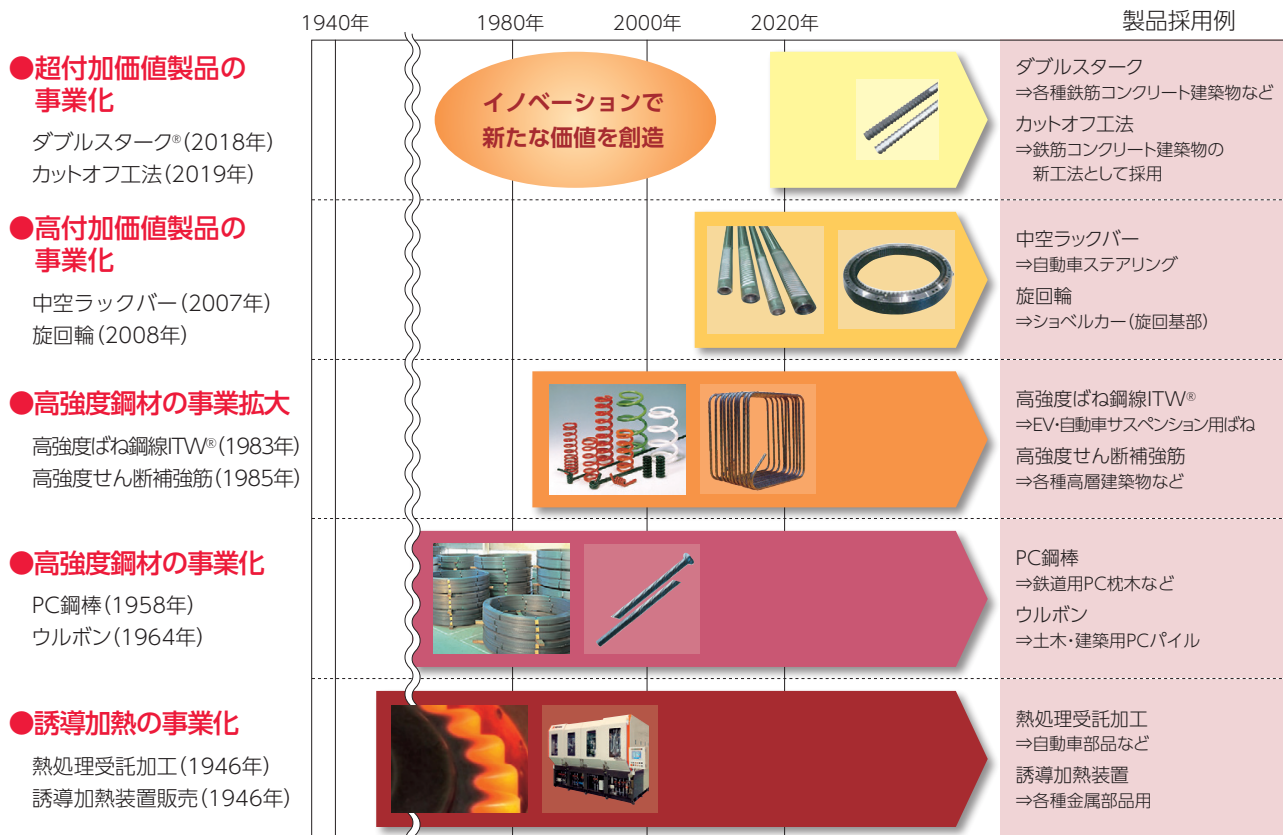 1940年 1980年 2000年 2020年 製品採用例
●超付加価値製品の
事業化
ダブルスターク®(2018年)
カットオフ工法(2019年)
イノベーションで
新たな価値を創造
ダブルスターク
⇒各種鉄筋コンクリート建築物など
カットオフ工法
⇒鉄筋コンクリート建築物の
新工法として採用
●高付加価値製品の
事業化
中空ラックバー(2007年)
旋回輪(2008年)
中空ラックバー
⇒自動車ステアリング
旋回輪
⇒ショベルカー(旋回基部)
●高強度鋼材の事業拡大
高強度ばね鋼線ITW®(1983年)
高強度せん断補強筋(1985年)
高強度ばね鋼線ITW®
⇒EV・自動車サスペンション用ばね
高強度せん断補強筋
⇒各種高層建築物など
●高強度鋼材の事業化
PC鋼棒(1958年)
ウルボン(1964年)
PC鋼棒
⇒鉄道用PC枕木など
ウルボン
⇒土木・建築用PCパイル
●誘導加熱の事業化
熱処理受託加工(1946年)
誘導加熱装置販売(1946年)
熱処理受託加工
⇒自動車部品など
誘導加熱装置
⇒各種金属部品用